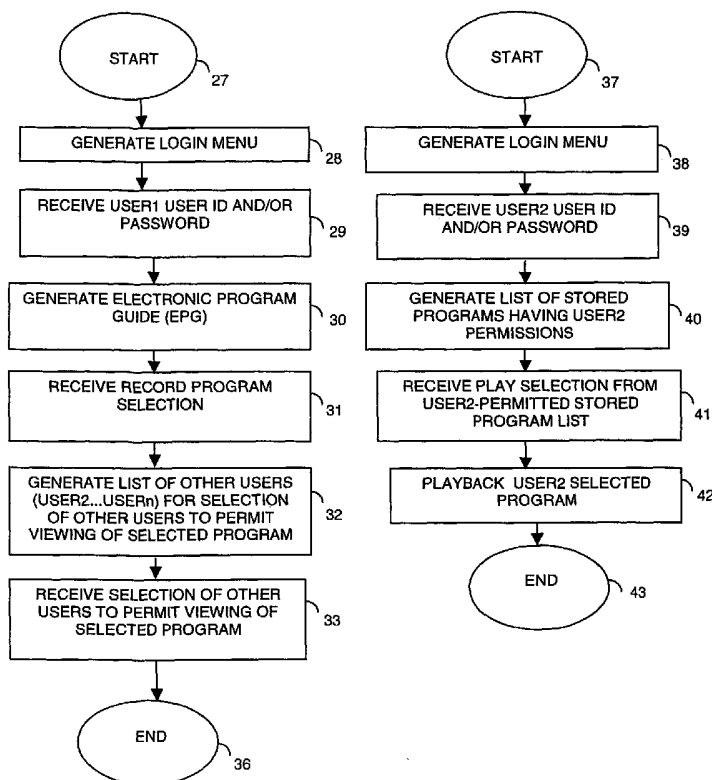 START
27
GENERATE LOGIN MENU
28
RECEIVE USER1 USER ID AND/OR
PASSWORD
29
GENERATE ELECTRONIC PROGRAM
GUIDE (EPG)
30
RECEIVE RECORD PROGRAM
SELECTION
31
GENERATE LIST OF OTHER USERS
(USER2...USERn) FOR SELECTION
OF OTHER USERS TO PERMIT
VIEWING OF SELECTED PROGRAM
32
RECEIVE SELECTION OF OTHER
USERS TO PERMIT VIEWING OF
SELECTED PROGRAM
33
END
36
START
37
GENERATE LOGIN MENU
38
RECEIVE USER2 USER ID
AND/OR PASSWORD
39
GENERATE LIST OF STORED
PROGRAMS HAVING USER2
PERMISSIONS
40
RECEIVE PLAY SELECTION FROM
USER2-PERMITTED STORED
PROGRAM LIST
41
PLAYBACK USER2 SELECTED
PROGRAM
42
END
43